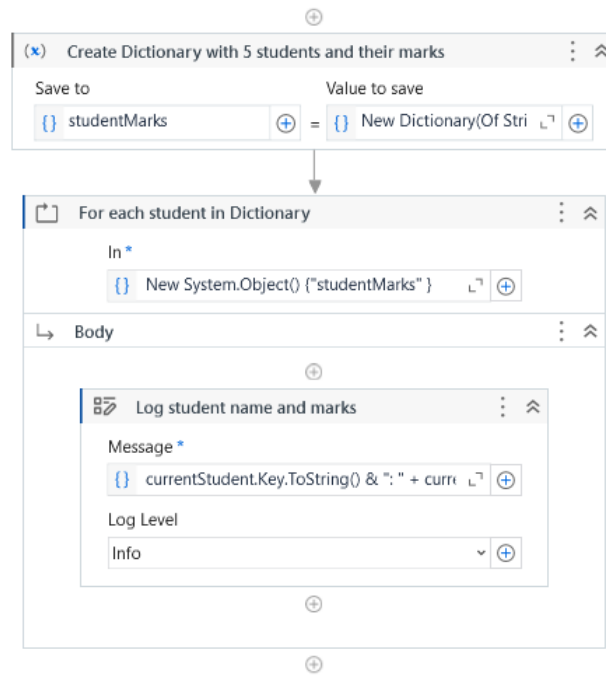 (x) Create Dictionary with 5 students and their marks
Save to Value to save
{} studentMarks = {} New Dictionary(Of Stri
For each student in Dictionary
In *
{} New System.Object() {"studentMarks" }
Body
Log student name and marks
Message *
{} currentStudent.Key.ToString() & ": " + curre
Log Level
Info